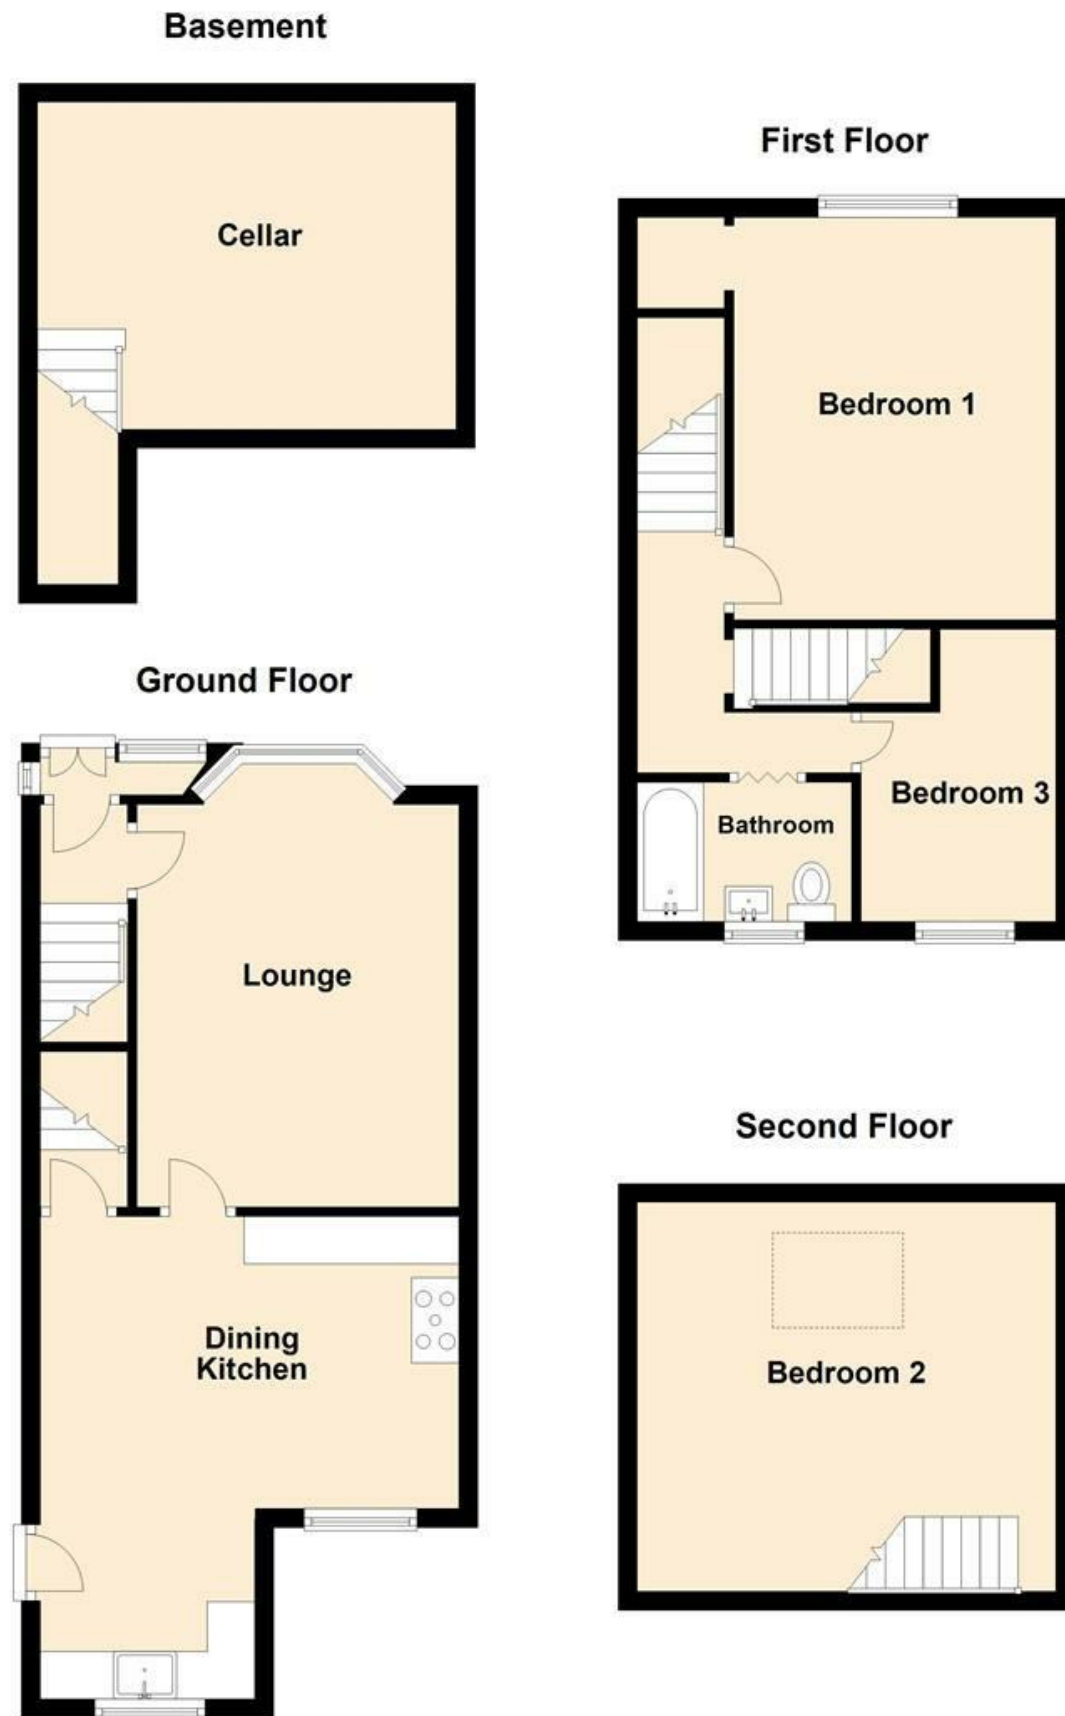 Basement
Cellar
First Floor
Bedroom 1
Bedroom 3
Bathroom
Ground Floor
Lounge
Dining
Kitchen
Second Floor
Bedroom 2